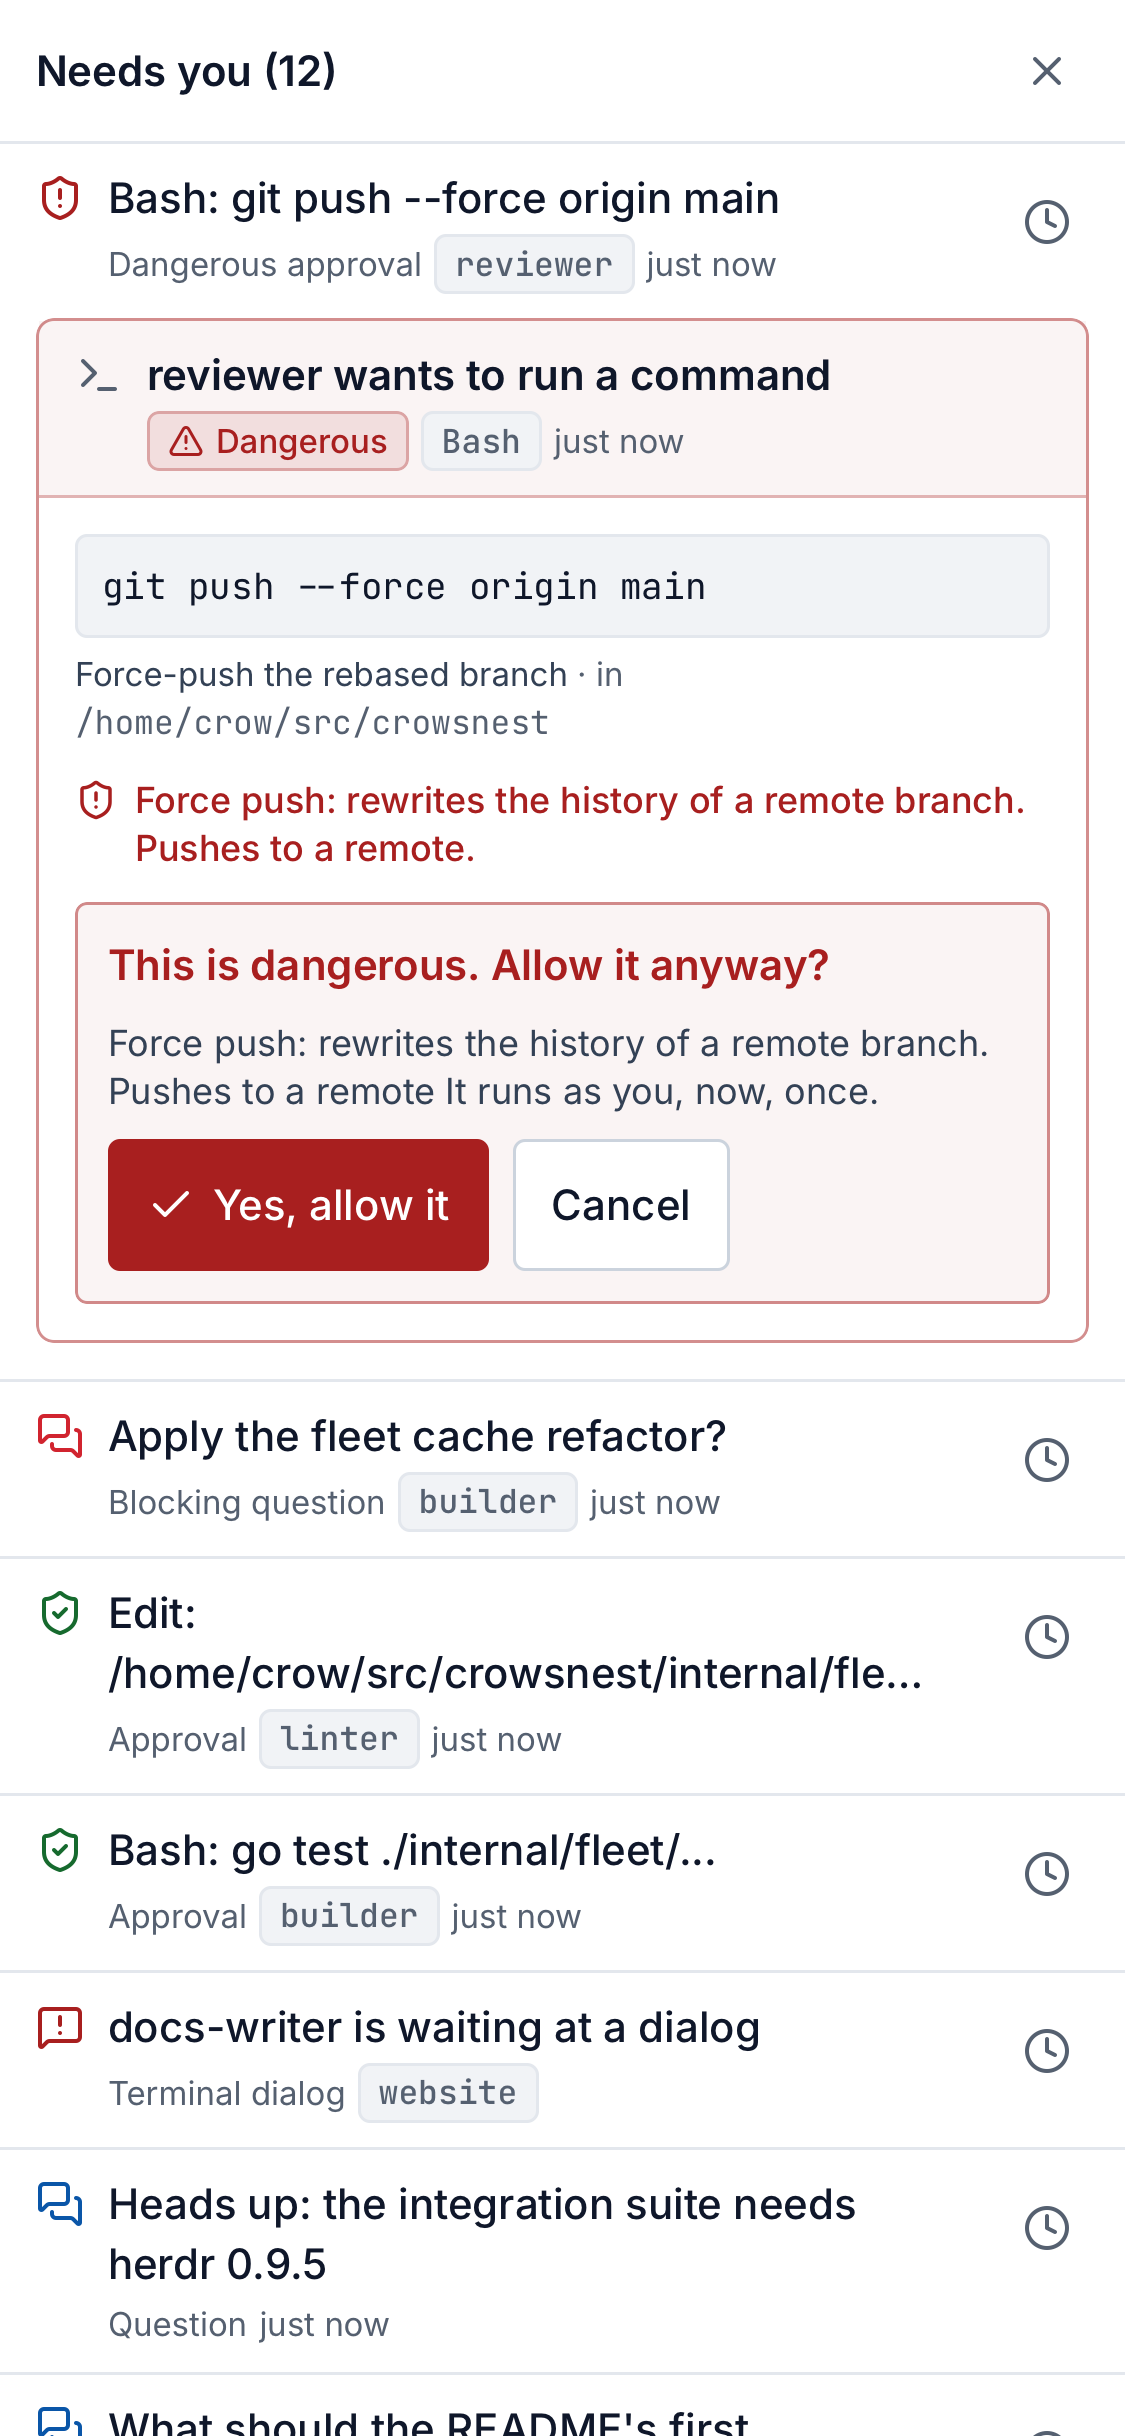 Needs you (12)
Bash: git push --force origin main
Dangerous approval reviewer just now
reviewer wants to run a command
Dangerous Bash just now
git push --force origin main
Force-push the rebased branch · in
/home/crow/src/crowsnest
Force push: rewrites the history of a remote branch.
Pushes to a remote.
This is dangerous. Allow it anyway?
Force push: rewrites the history of a remote branch.
Pushes to a remote It runs as you, now, once.
Yes, allow it Cancel
Apply the fleet cache refactor?
Blocking question builder just now
Edit:
/home/crow/src/crowsnest/internal/fle...
Approval linter just now
Bash: go test ./internal/fleet/...
Approval builder just now
docs-writer is waiting at a dialog
Terminal dialog website
Heads up: the integration suite needs
herdr 0.9.5
Question just now
What should the README's first